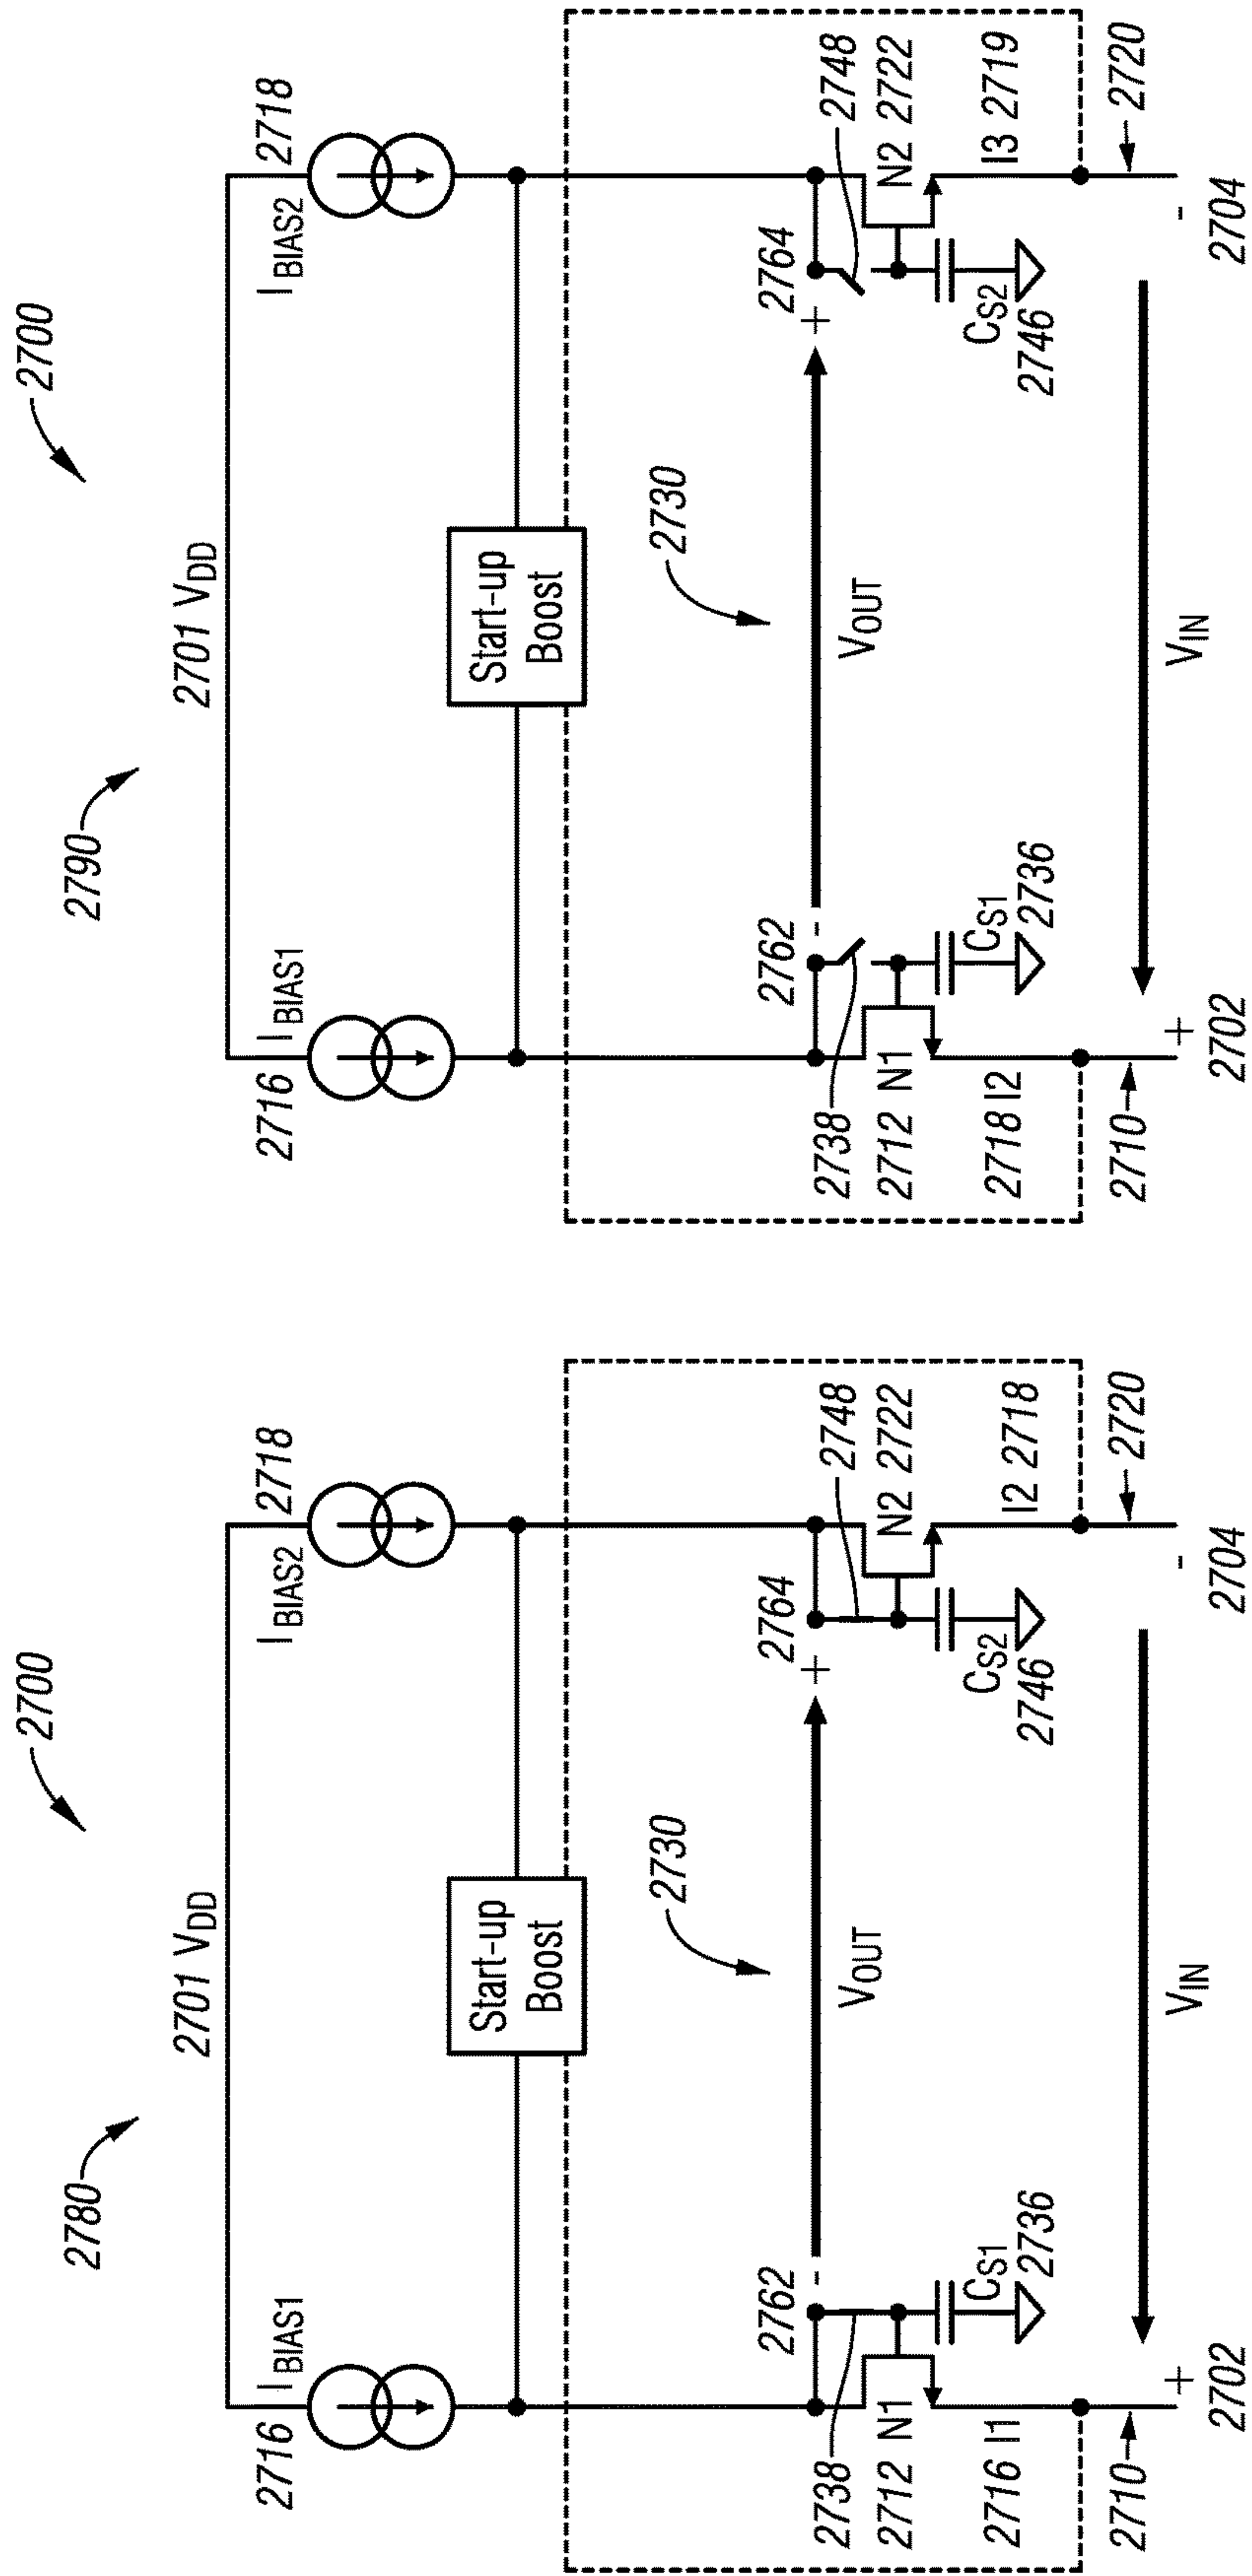 2700
2780
2701 VDD
2716
IBIAS1
IBIAS2
2718
Start-up
Boost
2730
2762
-
VOUT
+
2764
2738
2748
2712 N1
N2 2722
CS1
2736
CS2
2746
2716 I1
I2 2718
2710
2720
+
VIN
-
2702
2704
2700
2790
2701 VDD
2716
IBIAS1
IBIAS2
2718
Start-up
Boost
2730
2762
-
VOUT
+
2764
2738
2748
2712 N1
N2 2722
CS1
2736
CS2
2746
2718 I2
I3 2719
2710
2720
+
VIN
-
2702
2704